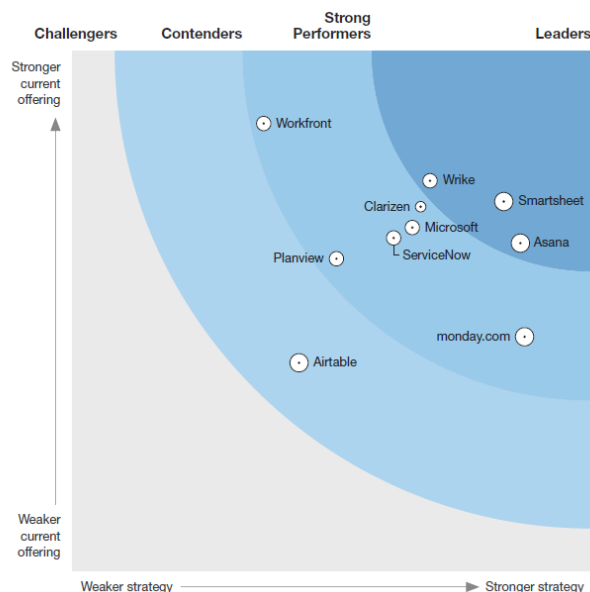 Challengers
Contenders
Strong
Performers
Leaders
Stronger
current
offering
Workfront
Wrike
Clarizen
Smartsheet
Microsoft
Asana
ServiceNow
Planview
monday.com
Airtable
Weaker
current
offering
Weaker strategy
Stronger strategy